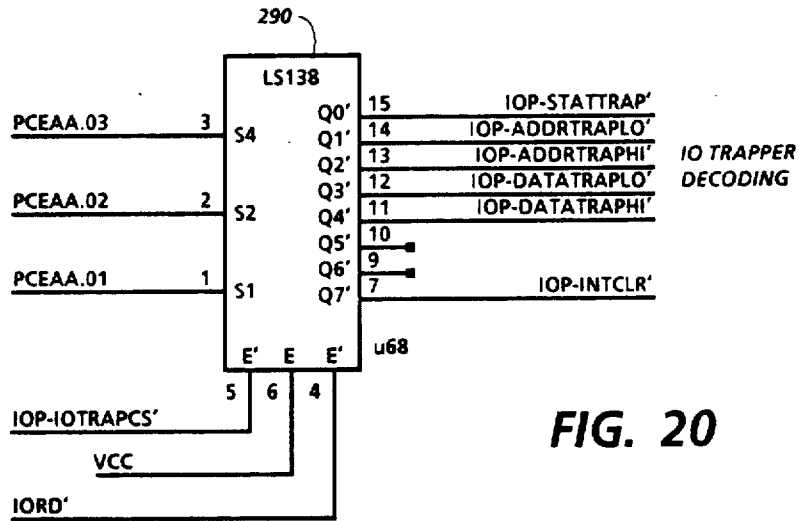 290
LS138
PCEAA.03 3 S4
PCEAA.02 2 S2
PCEAA.01 1 S1
Q0' 15 IOP-STATTRAP'
Q1' 14 IOP-ADDRTRAPLO'
Q2' 13 IOP-ADDRTRAPHI'
Q3' 12 IOP-DATATRAPLO'
Q4' 11 IOP-DATATRAPHI'
Q5' 10
Q6' 9
Q7' 7 IOP-INTCLR'
IO TRAPPER
DECODING
E' E E'
u68
5 6 4
IOP-IOTRAPCS'
VCC
IORD'
FIG. 20